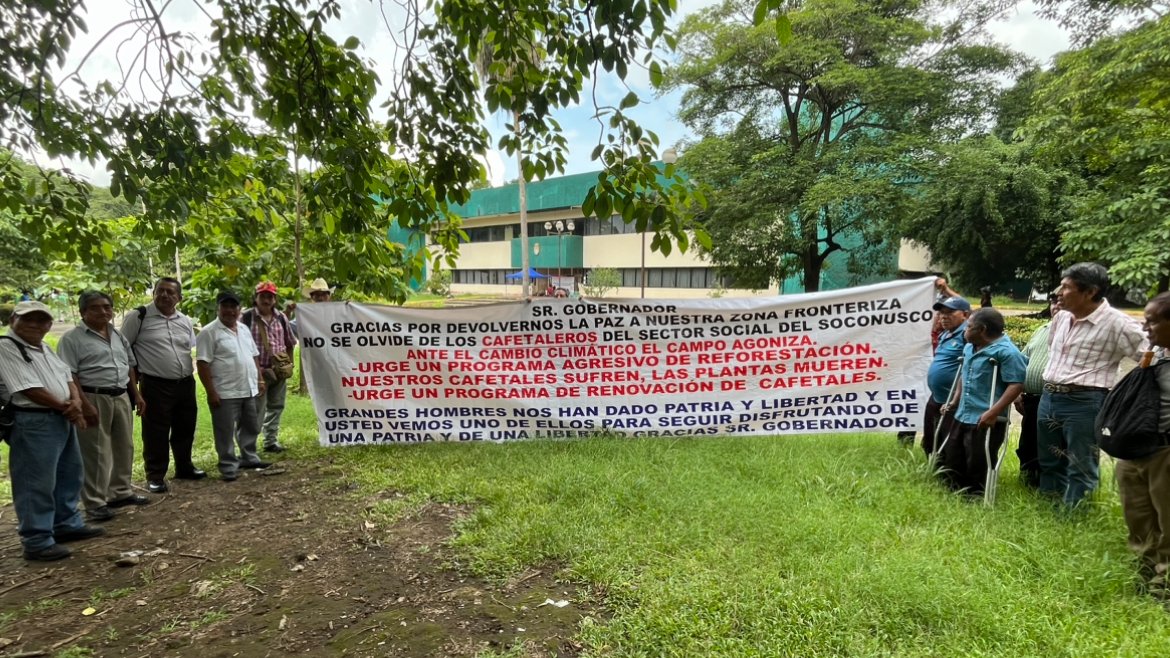 SR. GOBERNADOR
GRACIAS POR DEVOLVERNOS LA PAZ A NUESTRA ZONA FRONTERIZA
NO SE OLVIDE DE LOS CAFETALEROS DEL SECTOR SOCIAL DEL SOCONUSCO
ANTE EL CAMBIO CLIMÁTICO EL CAMPO AGONIZA.
-URGE UN PROGRAMA AGRESIVO DE REFORESTACIÓN.
NUESTROS CAFETALES SUFREN, LAS PLANTAS MUEREN-
-URGE UN PROGRAMA DE RENOVACIÓN DE CAFETALES.
GRANDES HOMBRES NOS HAN DADO PATRIA Y LIBERTAD Y EN
USTED VEMOS UNO DE ELLOS PARA SEGUIR DISFRUTANDO DE
UNA PATRIA Y DE UNA LIBERTAD GRACIAS SR. GOBERNADOR.